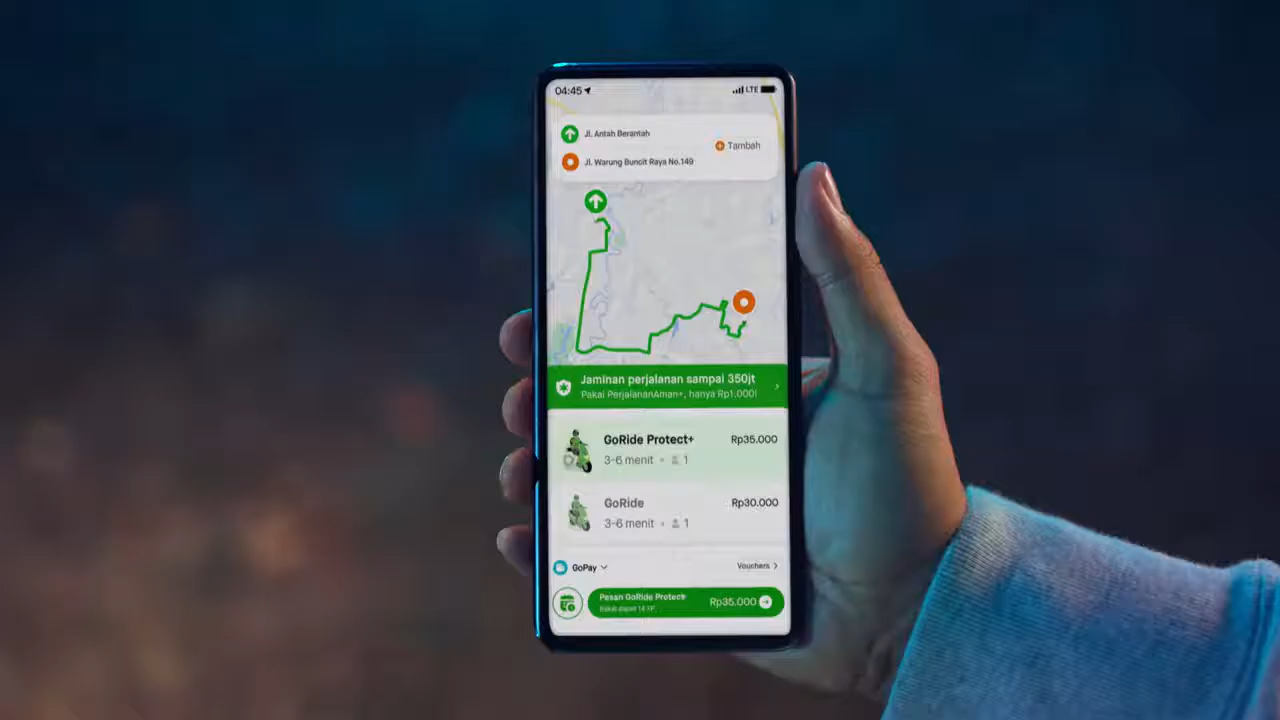 04:45
LTE
Jl. Antah Berantah
Tambah
Jl. Warung Buncit Raya No.149
Jaminan perjalanan sampai 350jt
Pakai PerjalananAman+, hanya Rp1.000!
GoRide Protect+ Rp35.000
3-6 menit • 1
GoRide Rp30.000
3-6 menit • 1
GoPay Vouchers
Pesan GoRide Protect+ Rp35.000